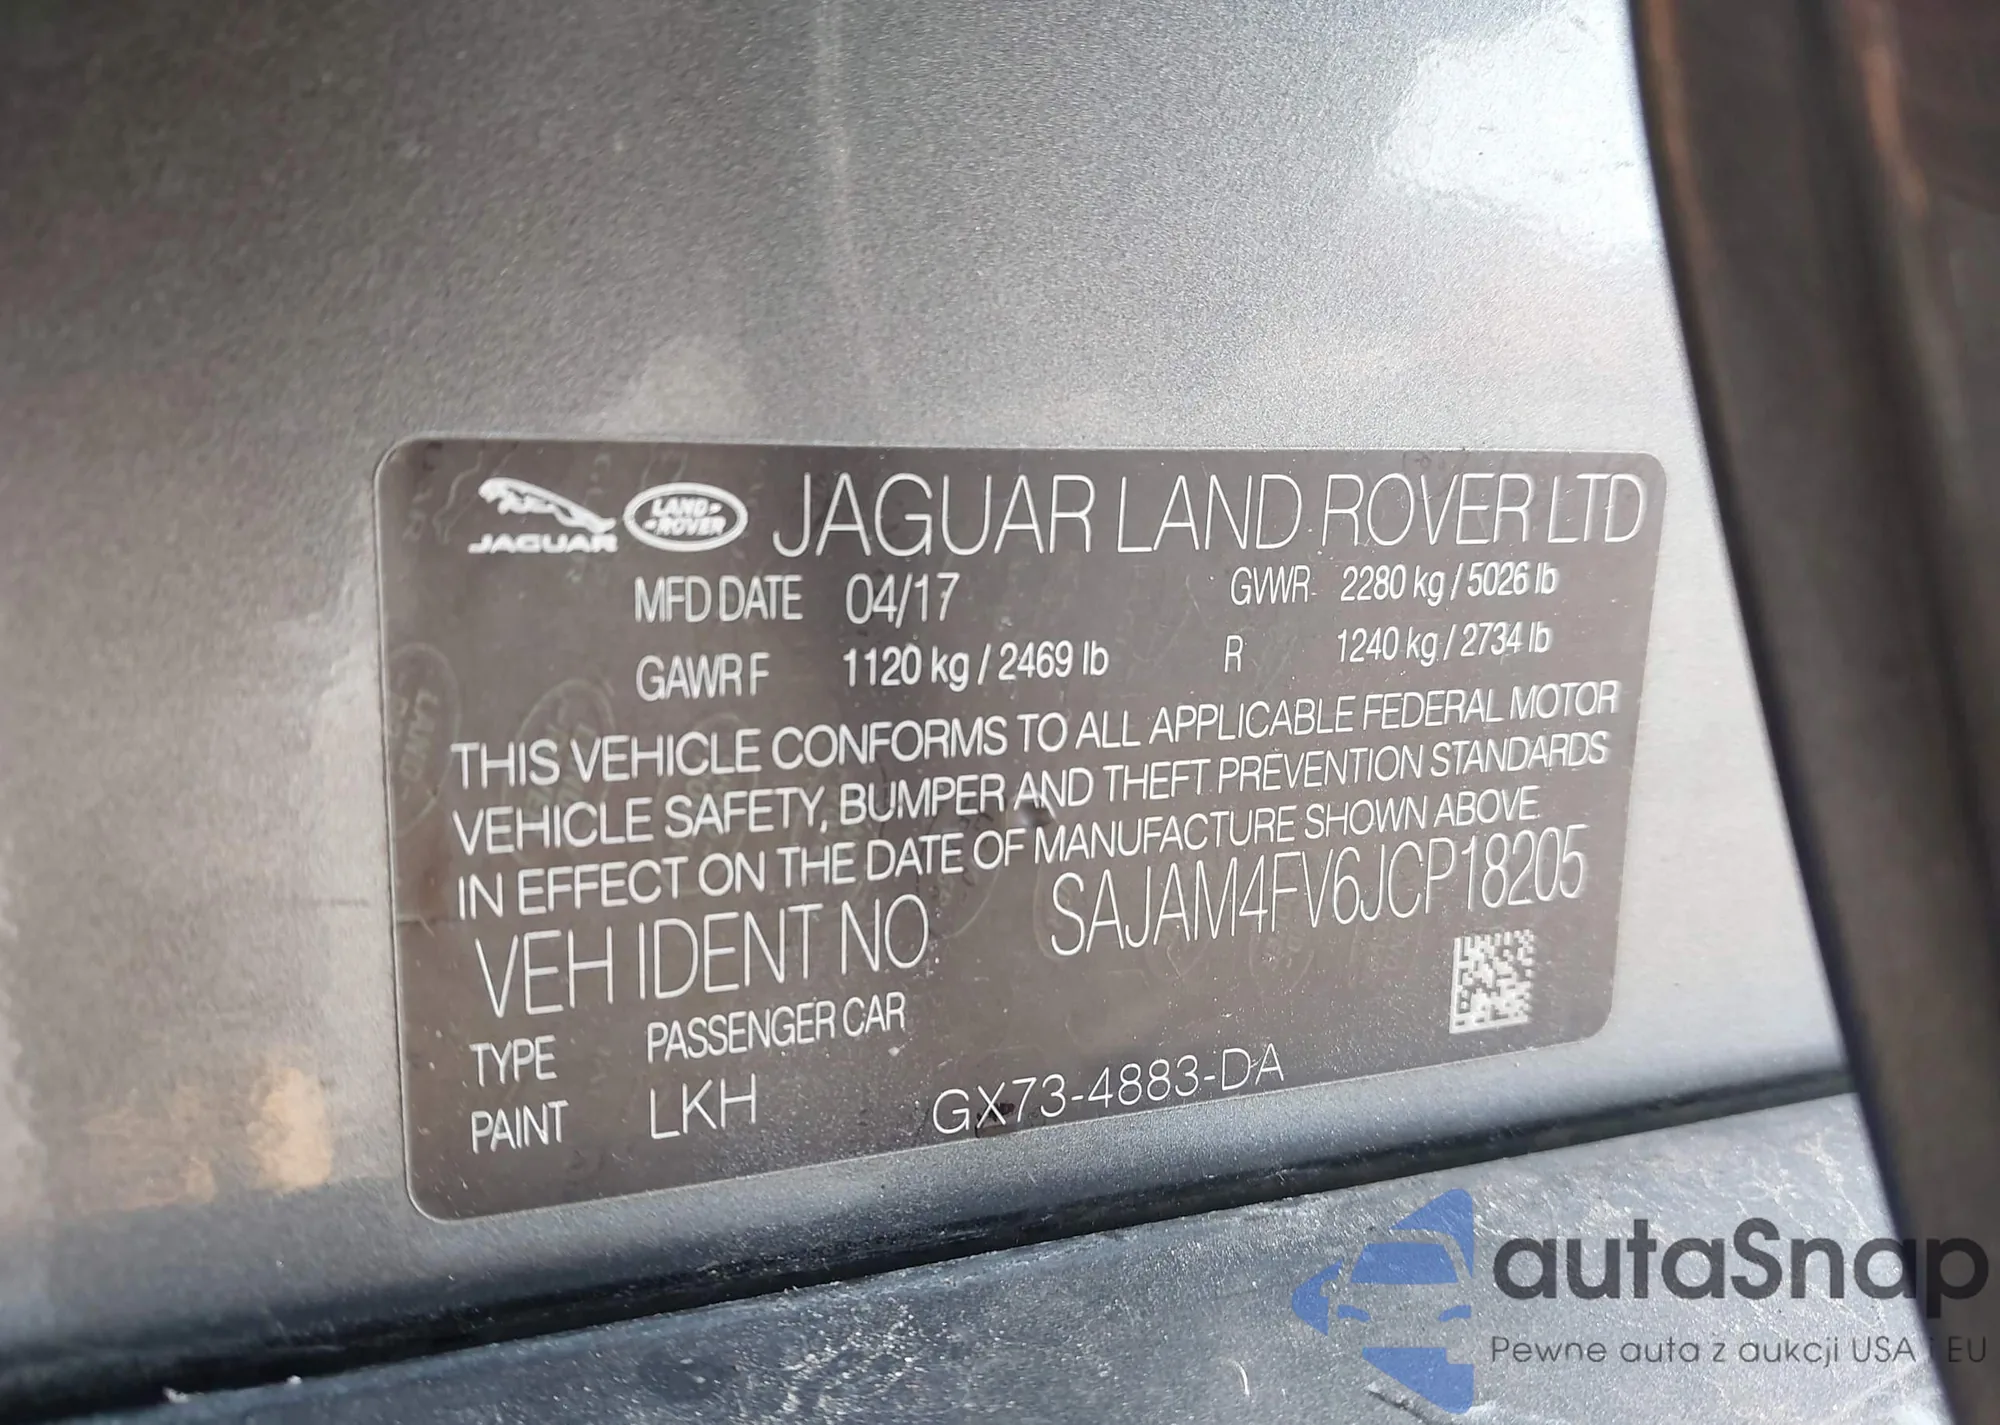 JAGUAR LAND ROVER JAGUAR LAND ROVER LTD
MFD DATE 04/17 GVWR 2280 kg / 5026 lb
GAWR F 1120 kg / 2469 lb R 1240 kg / 2734 lb
THIS VEHICLE CONFORMS TO ALL APPLICABLE FEDERAL MOTOR
VEHICLE SAFETY, BUMPER AND THEFT PREVENTION STANDARDS
IN EFFECT ON THE DATE OF MANUFACTURE SHOWN ABOVE.
VEH IDENT NO. SAJAM4FV6JCP18205
TYPE PASSENGER CAR
PAINT LKH GX73-4883-DA
autaSnap
Pewne auta z aukcji USA i EU